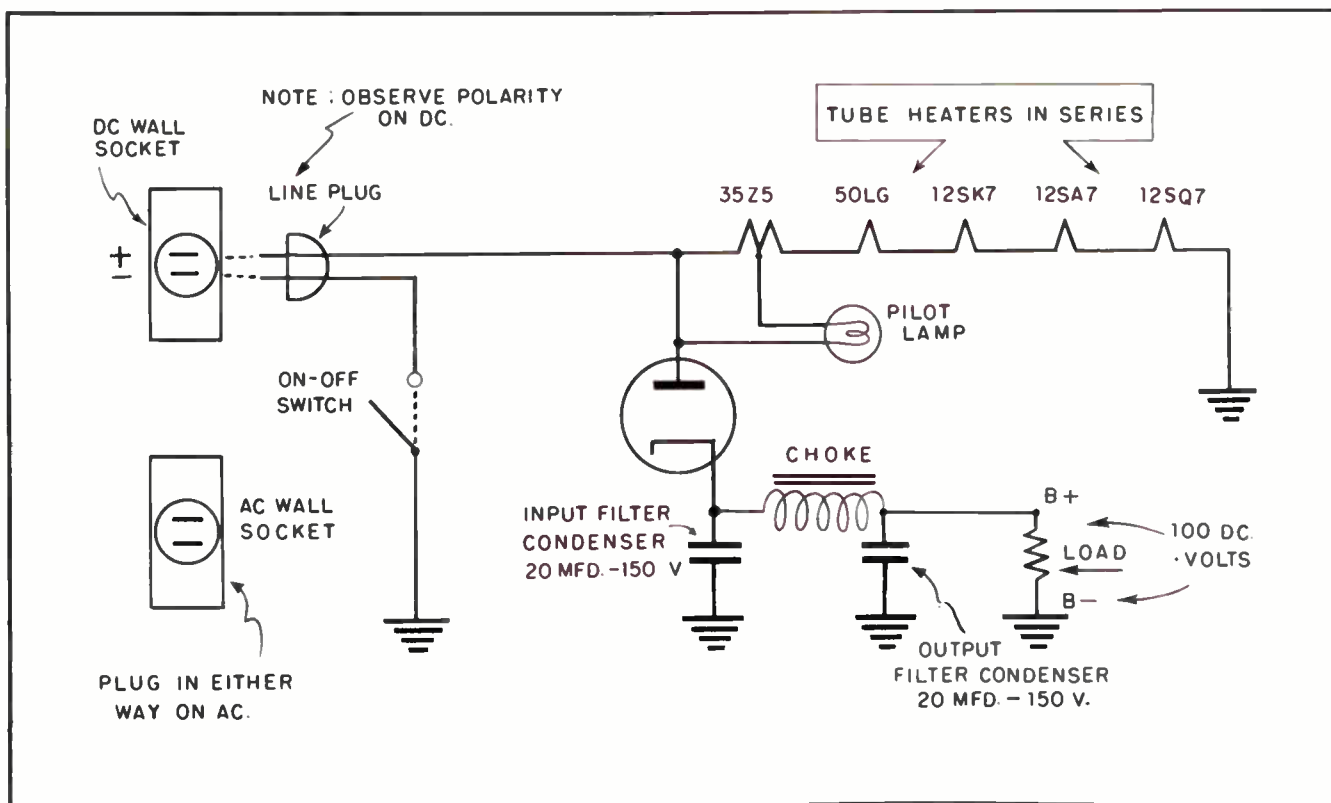 NOTE : OBSERVE POLARITY
ON DC.
DC WALL
SOCKET
LINE PLUG
+
−
TUBE HEATERS IN SERIES
35Z5
50LG
12SK7
12SA7
12SQ7
PILOT
LAMP
ON-OFF
SWITCH
AC WALL
SOCKET
PLUG IN EITHER
WAY ON AC.
CHOKE
INPUT FILTER
CONDENSER
20 MFD.-150 V
B+
LOAD
B−
100 DC.
VOLTS
OUTPUT
FILTER CONDENSER
20 MFD. - 150 V.